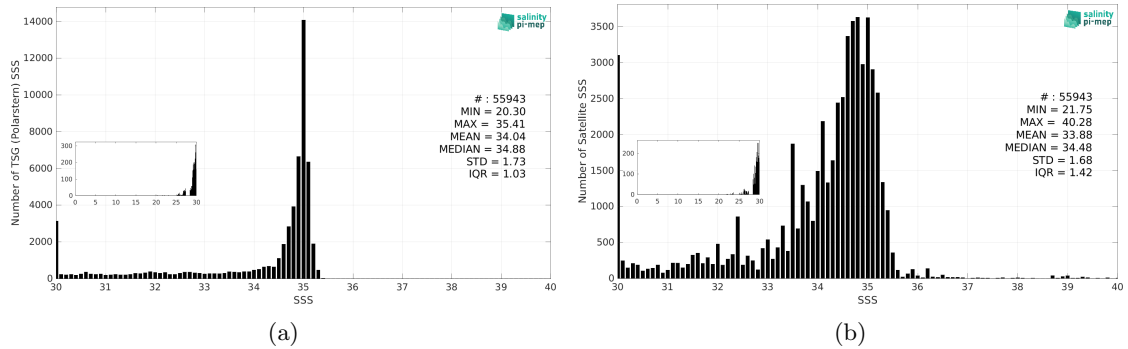 salinity
pi-mep
Number of TSG (Polarstern) SSS
14000
12000
10000
8000
6000
4000
2000
0
# : 55943
MIN = 20.30
MAX = 35.41
MEAN = 34.04
MEDIAN = 34.88
STD = 1.73
IQR = 1.03
300
200
100
0
0 5 10 15 20 25 30
30 31 32 33 34 35 36 37 38 39 40
SSS
(a)
salinity
pi-mep
Number of Satellite SSS
3500
3000
2500
2000
1500
1000
500
0
# : 55943
MIN = 21.75
MAX = 40.28
MEAN = 33.88
MEDIAN = 34.48
STD = 1.68
IQR = 1.42
200
100
0
0 5 10 15 20 25 30
30 31 32 33 34 35 36 37 38 39 40
SSS
(b)